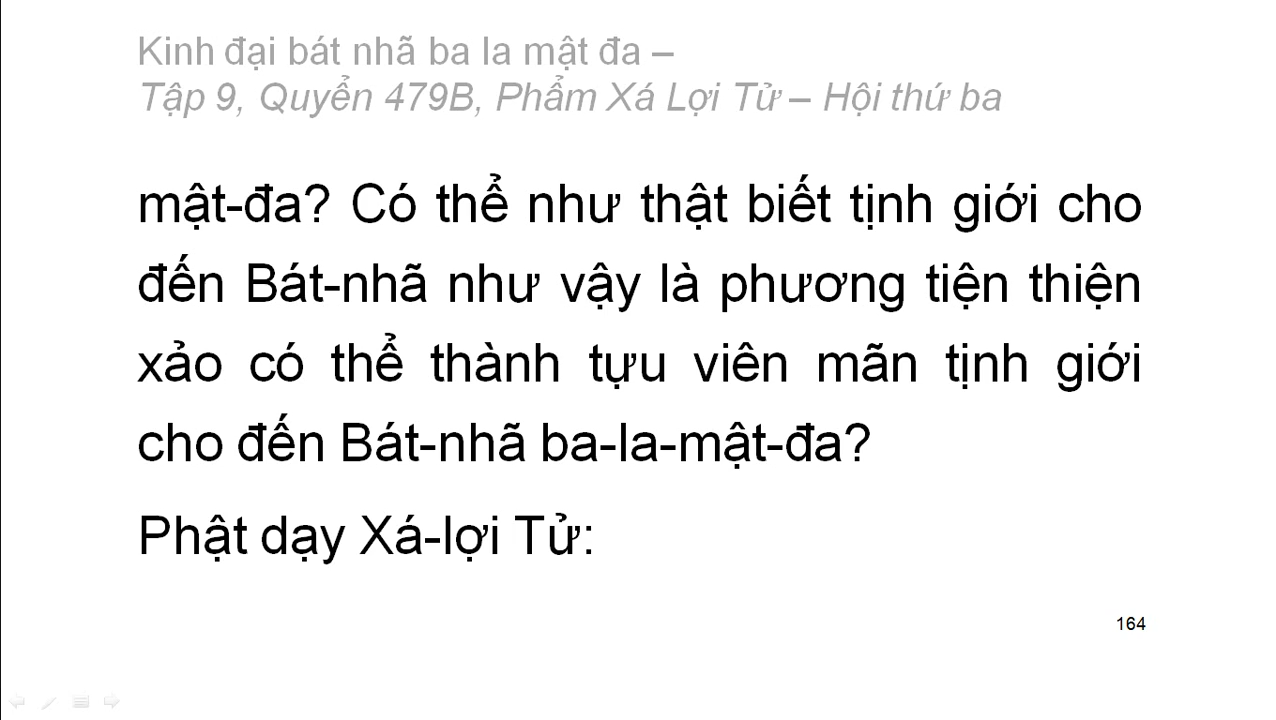 Kinh đại bát nhã ba la mật đa –
Tập 9, Quyển 479B, Phẩm Xá Lợi Tử – Hội thứ ba
mật-đa? Có thể như thật biết tịnh giới cho
đến Bát-nhã như vậy là phương tiện thiện
xảo có thể thành tựu viên mãn tịnh giới
cho đến Bát-nhã ba-la-mật-đa?
Phật dạy Xá-lợi Tử:
164